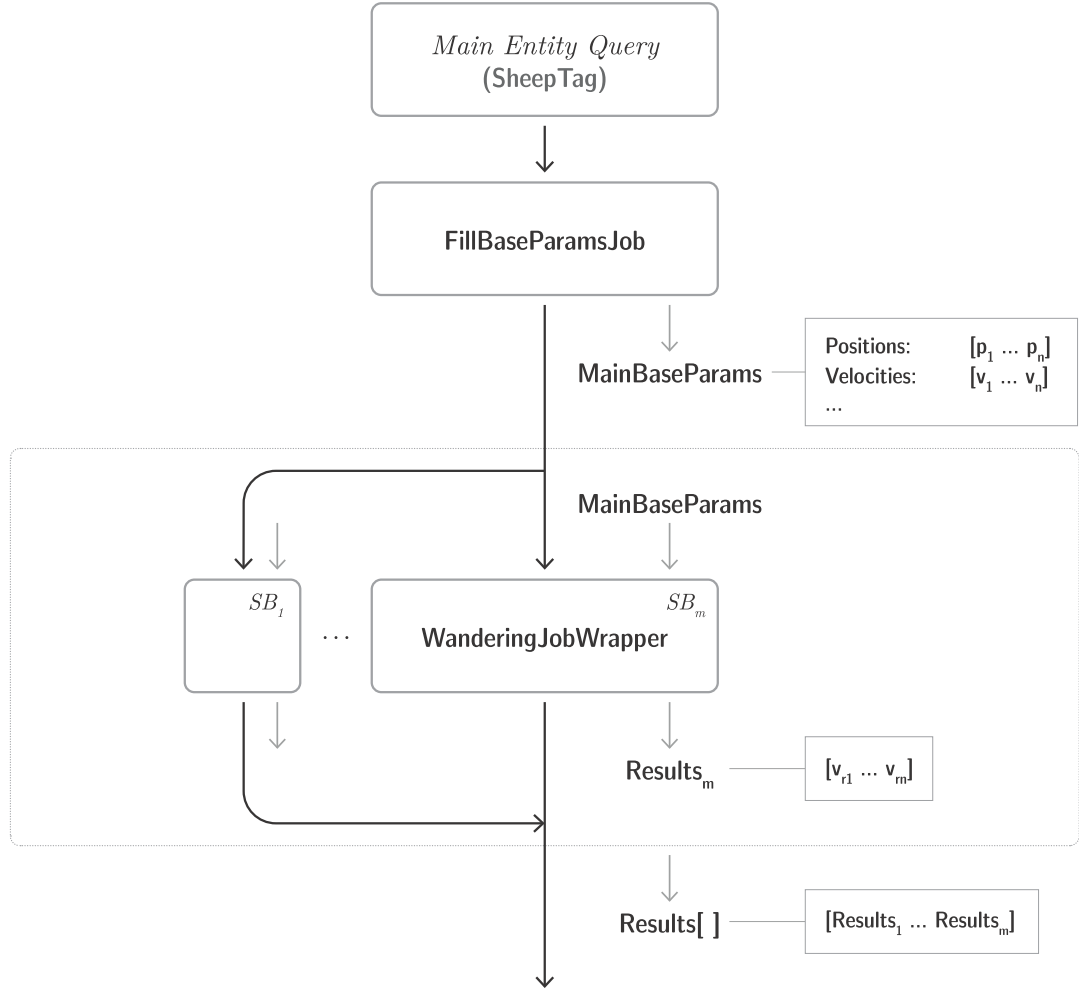 Main Entity Query
(SheepTag)
FillBaseParamsJob
MainBaseParams
Positions: [p1 ... pn]
Velocities: [v1 ... vn]
...
MainBaseParams
SB1
...
SBm
WanderingJobWrapper
Resultsm
[vr1 ... vrn]
Results[ ]
[Results1 ... Resultsm]